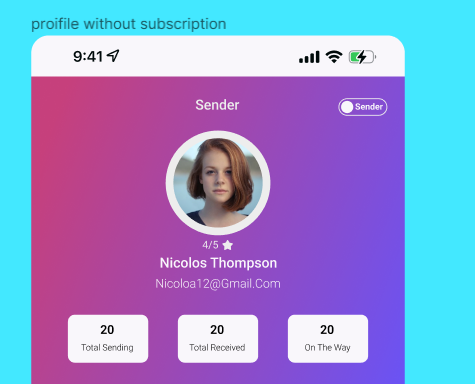 proifile without subscription
9:41
Sender
Sender
4/5
Nicolos Thompson
Nicoloa12@Gmail.Com
20 20 20
Total Sending Total Received On The Way